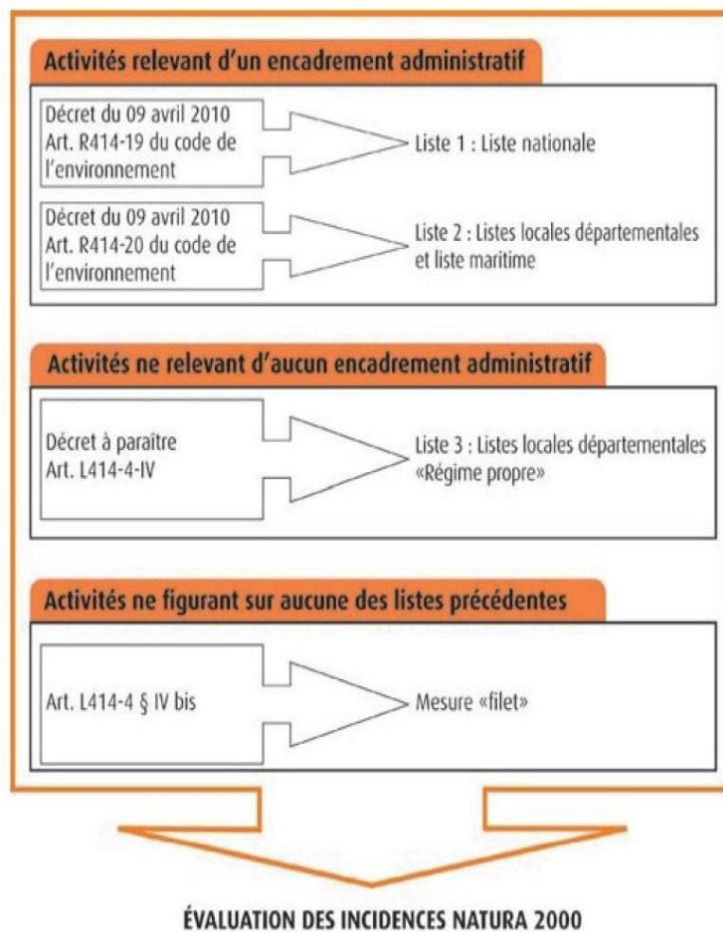 Activités relevant d'un encadrement administratif
Décret du 09 avril 2010
Art. R414-19 du code de
l'environnement
Liste 1 : Liste nationale
Décret du 09 avril 2010
Art. R414-20 du code de
l'environnement
Liste 2 : Listes locales départementales
et liste maritime
Activités ne relevant d'aucun encadrement administratif
Décret à paraître
Art. L414-4-IV
Liste 3 : Listes locales départementales
«Régime propre»
Activités ne figurant sur aucune des listes précédentes
Art. L414-4 § IV bis
Mesure «filet»
ÉVALUATION DES INCIDENCES NATURA 2000